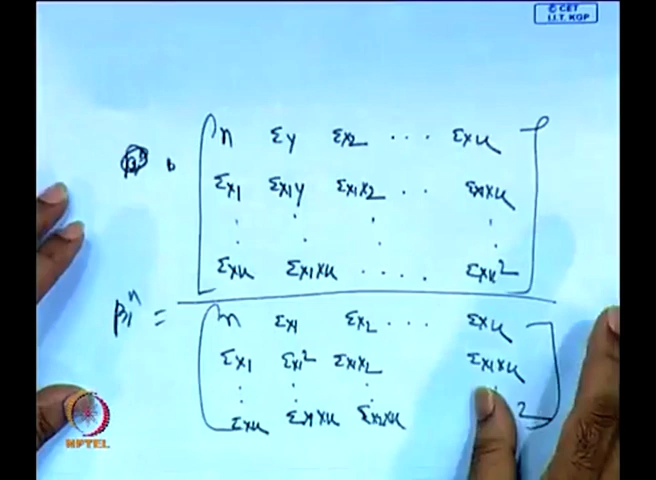 © CET
I.I.T. KGP
n Σy Σx2 ... Σxk
Σx1 Σx1y Σx1x2 .. Σx1xk
: : : :
Σxk Σx1xk .... Σxk²
β1^ =
n Σx1 Σx2 ... Σxk
Σx1 Σx1² Σx1x2 Σx1xk
: : :
Σxk Σx1xk Σx2xk 2
NPTEL